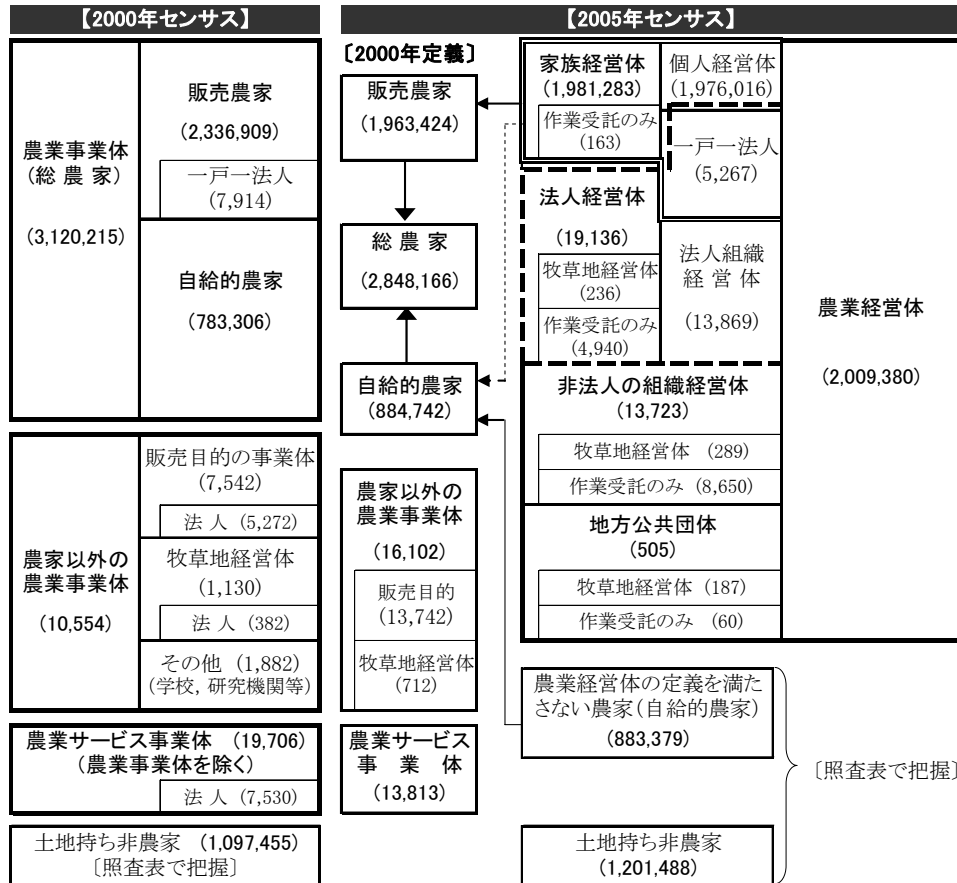 【2000年センサス】
農業事業体
(総 農 家)
(3,120,215)
販売農家
(2,336,909)
一戸一法人
(7,914)
自給的農家
(783,306)
農家以外の
農業事業体
(10,554)
販売目的の事業体
(7,542)
法 人 (5,272)
牧草地経営体
(1,130)
法 人 (382)
その他 (1,882)
(学校, 研究機関等)
農業サービス事業体 (19,706)
(農業事業体を除く)
法 人 (7,530)
土地持ち非農家 (1,097,455)
〔照査表で把握〕
【2005年センサス】
〔2000年定義〕
販売農家
(1,963,424)
総 農 家
(2,848,166)
自給的農家
(884,742)
農家以外の
農業事業体
(16,102)
販売目的
(13,742)
牧草地経営体
(712)
農業サービス
事 業 体
(13,813)
家族経営体
(1,981,283)
作業受託のみ
(163)
個人経営体
(1,976,016)
一戸一法人
(5,267)
法人経営体
(19,136)
牧草地経営体
(236)
作業受託のみ
(4,940)
法人組織
経 営 体
(13,869)
非法人の組織経営体
(13,723)
牧草地経営体 (289)
作業受託のみ (8,650)
地方公共団体
(505)
牧草地経営体 (187)
作業受託のみ (60)
農業経営体
(2,009,380)
農業経営体の定義を満た
さない農家(自給的農家)
(883,379)
土地持ち非農家
(1,201,488)
〔照査表で把握〕